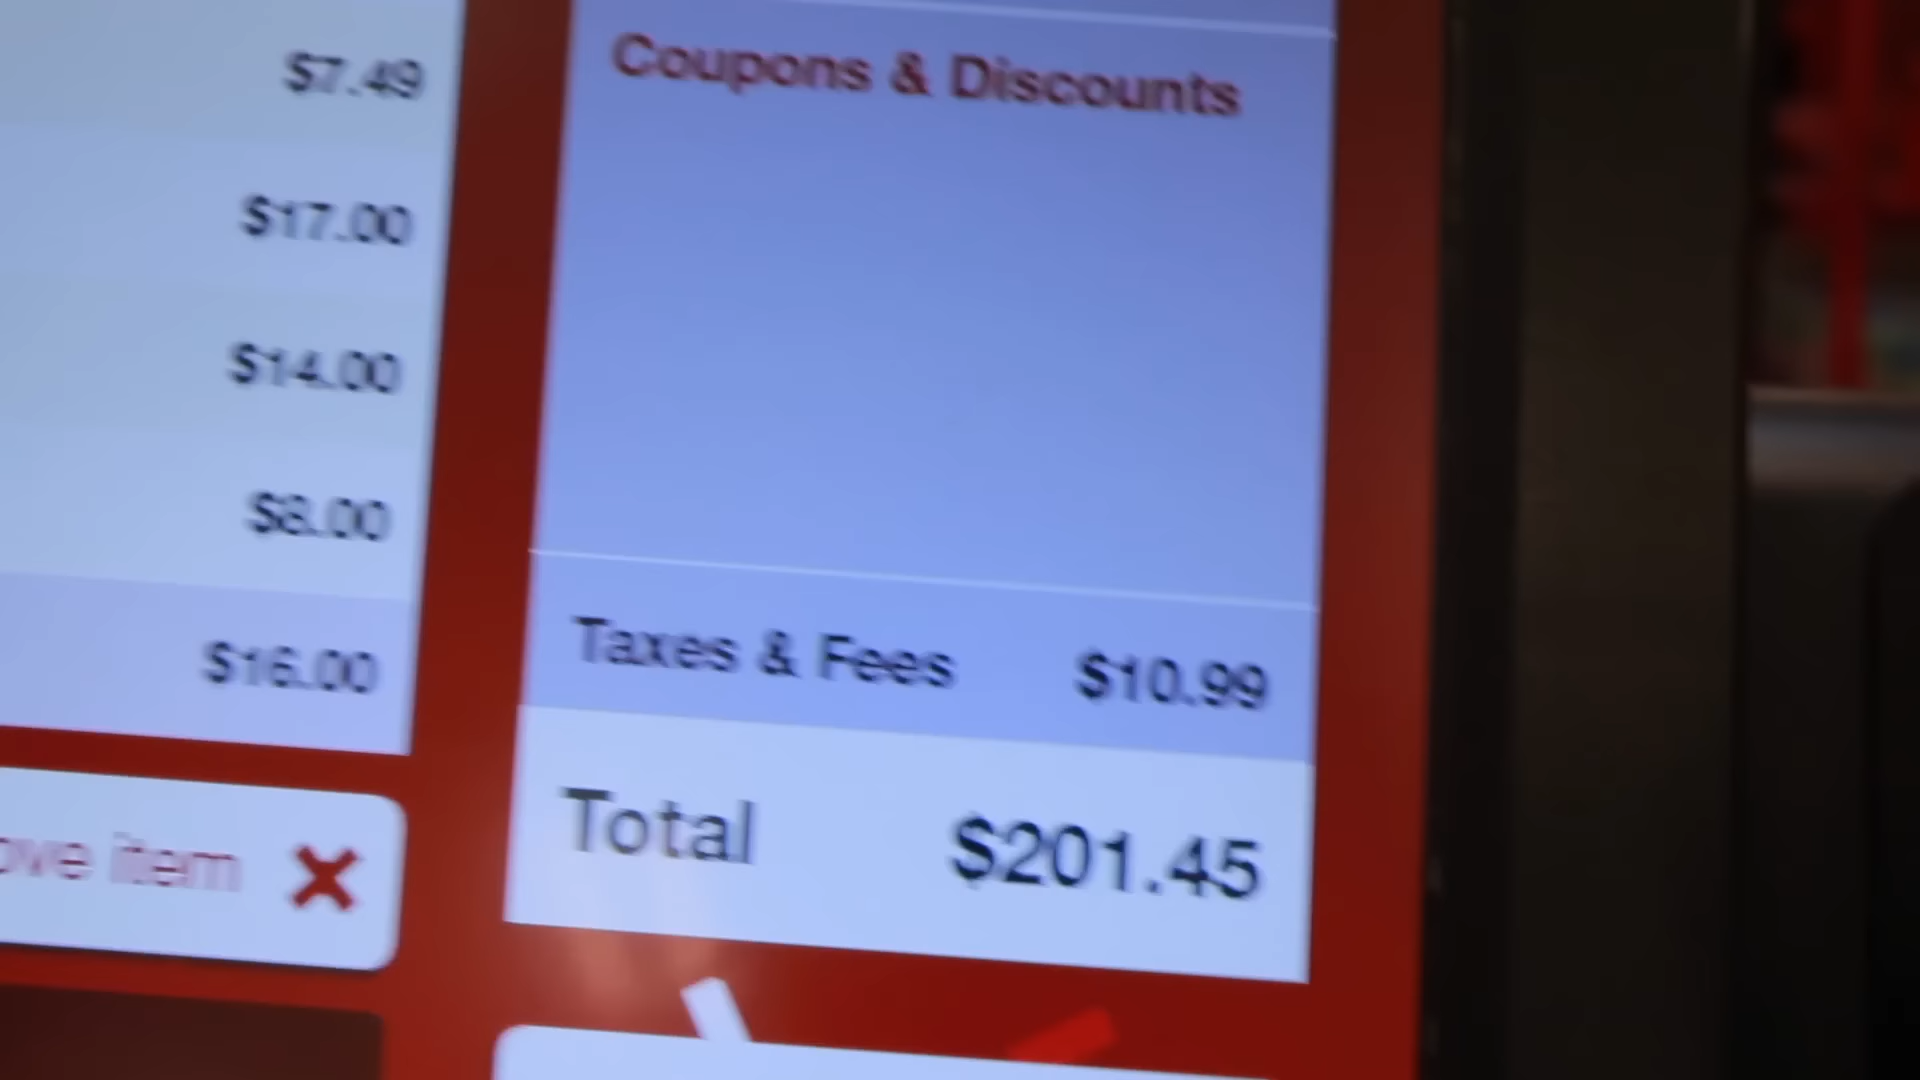 $7.49
$17.00
$14.00
$8.00
$16.00
item
Coupons & Discounts
Taxes & Fees $10.99
Total $201.45